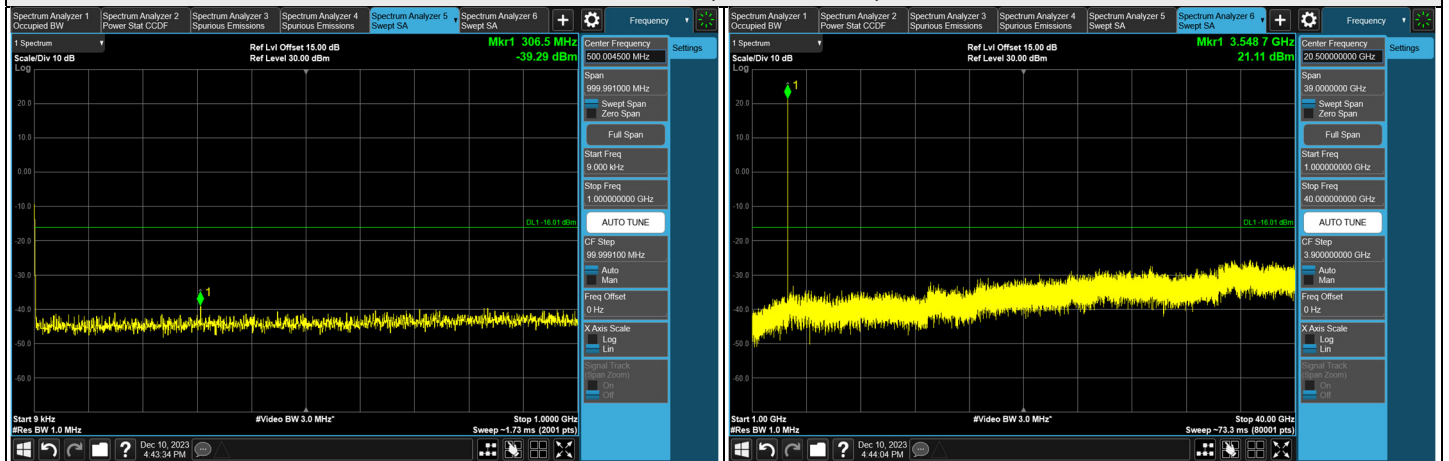 Spectrum Analyzer 1
Occupied BW
Spectrum Analyzer 2
Power Stat CCDF
Spectrum Analyzer 3
Spurious Emissions
Spectrum Analyzer 4
Spurious Emissions
Spectrum Analyzer 5
Swept SA
Spectrum Analyzer 6
Swept SA
+
Frequency
1 Spectrum
Scale/Div 10 dB
Log
Ref Lvl Offset 15.00 dB
Ref Level 30.00 dBm
Mkr1 306.5 MHz
-39.29 dBm
20.0
10.0
0.00
-10.0
-20.0
-30.0
-40.0
-50.0
-60.0
1
DL1 -16.01 dBm
Start 9 kHz
#Res BW 1.0 MHz
#Video BW 3.0 MHz*
Stop 1.0000 GHz
Sweep ~1.73 ms (2001 pts)
Center Frequency
500.004500 MHz
Settings
Span
999.991000 MHz
Swept Span
Zero Span
Full Span
Start Freq
9.000 kHz
Stop Freq
1.000000000 GHz
AUTO TUNE
CF Step
99.999100 MHz
Auto
Man
Freq Offset
0 Hz
X Axis Scale
Log
Lin
Signal Track
(Span Zoom)
On
Off
?
Dec 10, 2023
4:43:34 PM
Spectrum Analyzer 1
Occupied BW
Spectrum Analyzer 2
Power Stat CCDF
Spectrum Analyzer 3
Spurious Emissions
Spectrum Analyzer 4
Spurious Emissions
Spectrum Analyzer 5
Swept SA
Spectrum Analyzer 6
Swept SA
+
Frequency
1 Spectrum
Scale/Div 10 dB
Log
Ref Lvl Offset 15.00 dB
Ref Level 30.00 dBm
Mkr1 3.548 7 GHz
21.11 dBm
20.0
10.0
0.00
-10.0
-20.0
-30.0
-40.0
-50.0
-60.0
1
DL1 -16.01 dBm
Start 1.00 GHz
#Res BW 1.0 MHz
#Video BW 3.0 MHz*
Stop 40.00 GHz
Sweep ~73.3 ms (80001 pts)
Center Frequency
20.500000000 GHz
Settings
Span
39.0000000 GHz
Swept Span
Zero Span
Full Span
Start Freq
1.000000000 GHz
Stop Freq
40.000000000 GHz
AUTO TUNE
CF Step
3.900000000 GHz
Auto
Man
Freq Offset
0 Hz
X Axis Scale
Log
Lin
Signal Track
(Span Zoom)
On
Off
?
Dec 10, 2023
4:44:04 PM